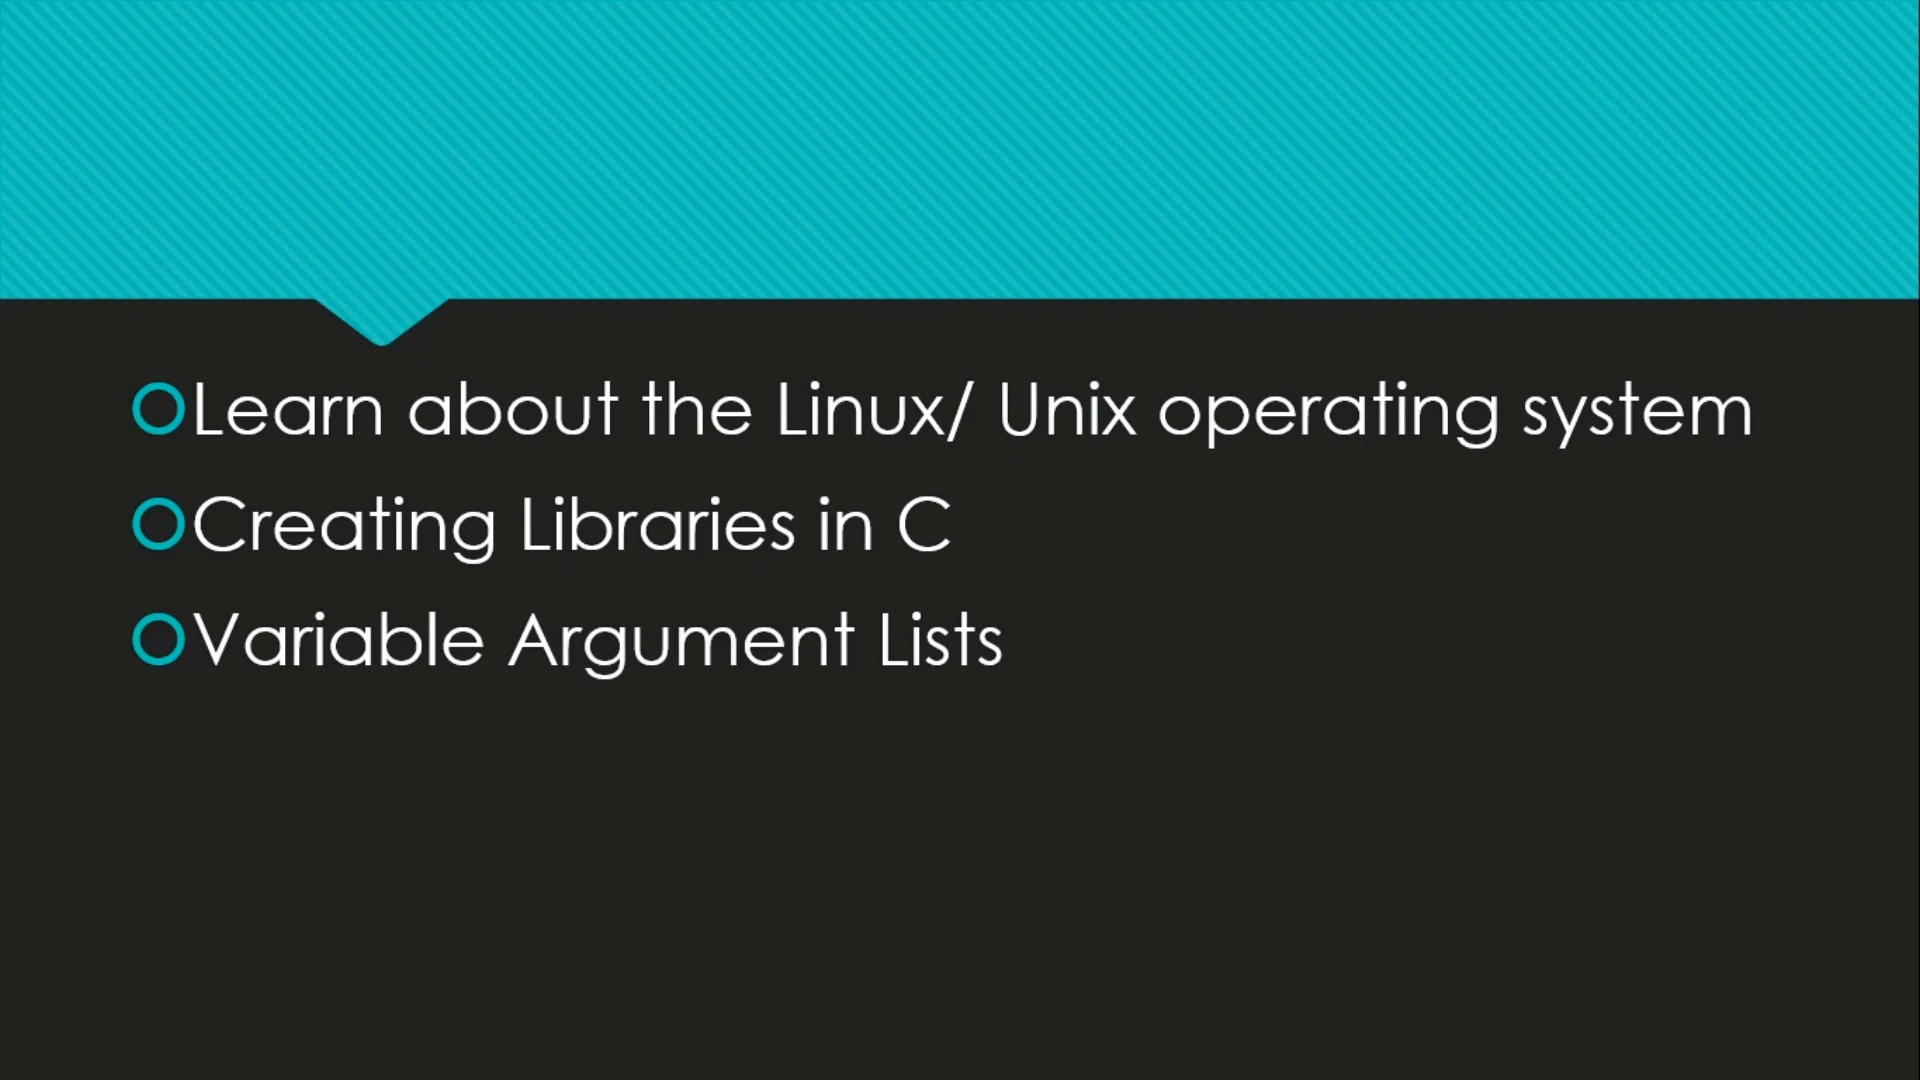 Learn about the Linux/ Unix operating system
Creating Libraries in C
Variable Argument Lists